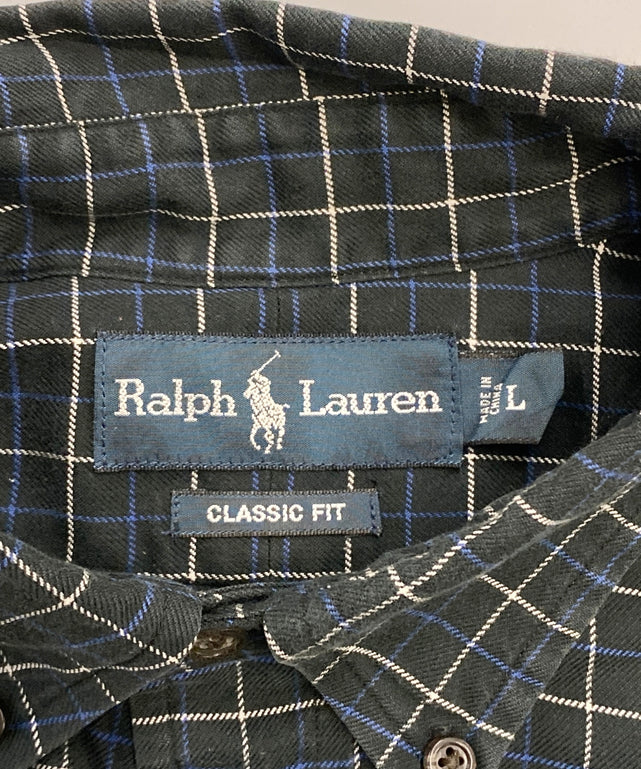 Ralph Lauren
MADE IN
CHINA
L
CLASSIC FIT